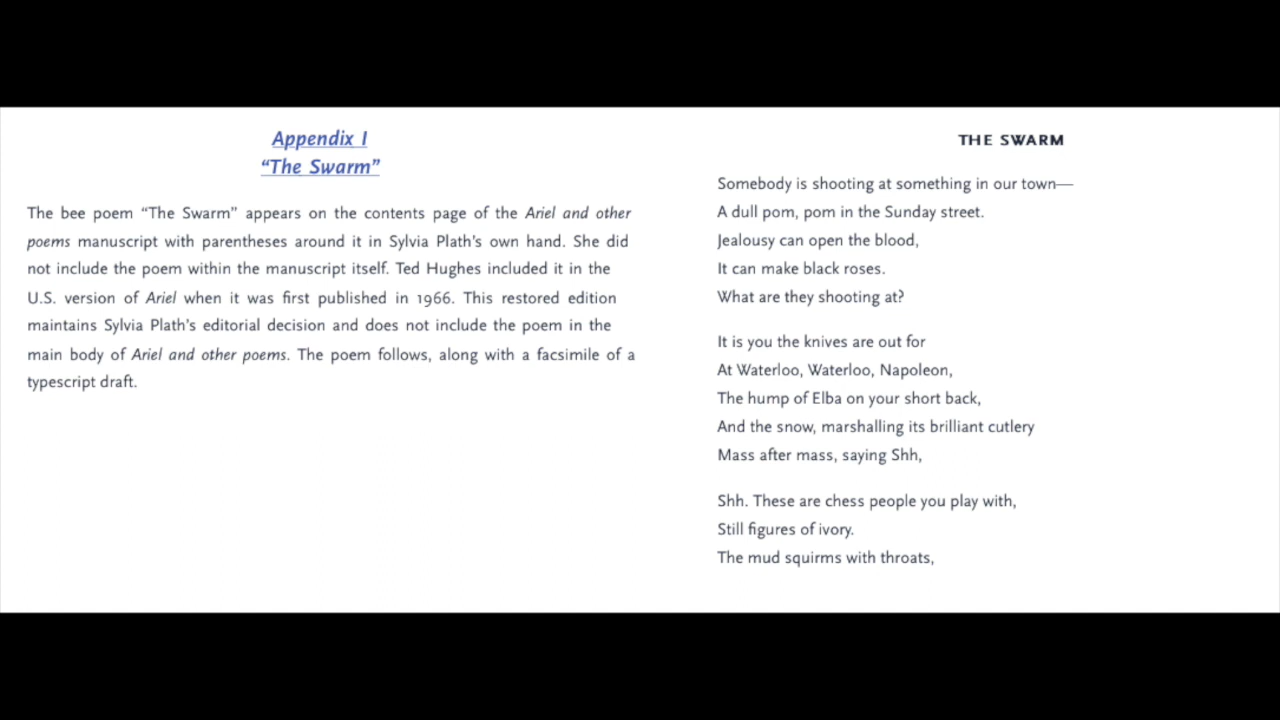 Appendix I
“The Swarm”
The bee poem “The Swarm” appears on the contents page of the Ariel and other
poems manuscript with parentheses around it in Sylvia Plath’s own hand. She did
not include the poem within the manuscript itself. Ted Hughes included it in the
U.S. version of Ariel when it was first published in 1966. This restored edition
maintains Sylvia Plath’s editorial decision and does not include the poem in the
main body of Ariel and other poems. The poem follows, along with a facsimile of a
typescript draft.
THE SWARM
Somebody is shooting at something in our town—
A dull pom, pom in the Sunday street.
Jealousy can open the blood,
It can make black roses.
What are they shooting at?
It is you the knives are out for
At Waterloo, Waterloo, Napoleon,
The hump of Elba on your short back,
And the snow, marshalling its brilliant cutlery
Mass after mass, saying Shh,
Shh. These are chess people you play with,
Still figures of ivory.
The mud squirms with throats,